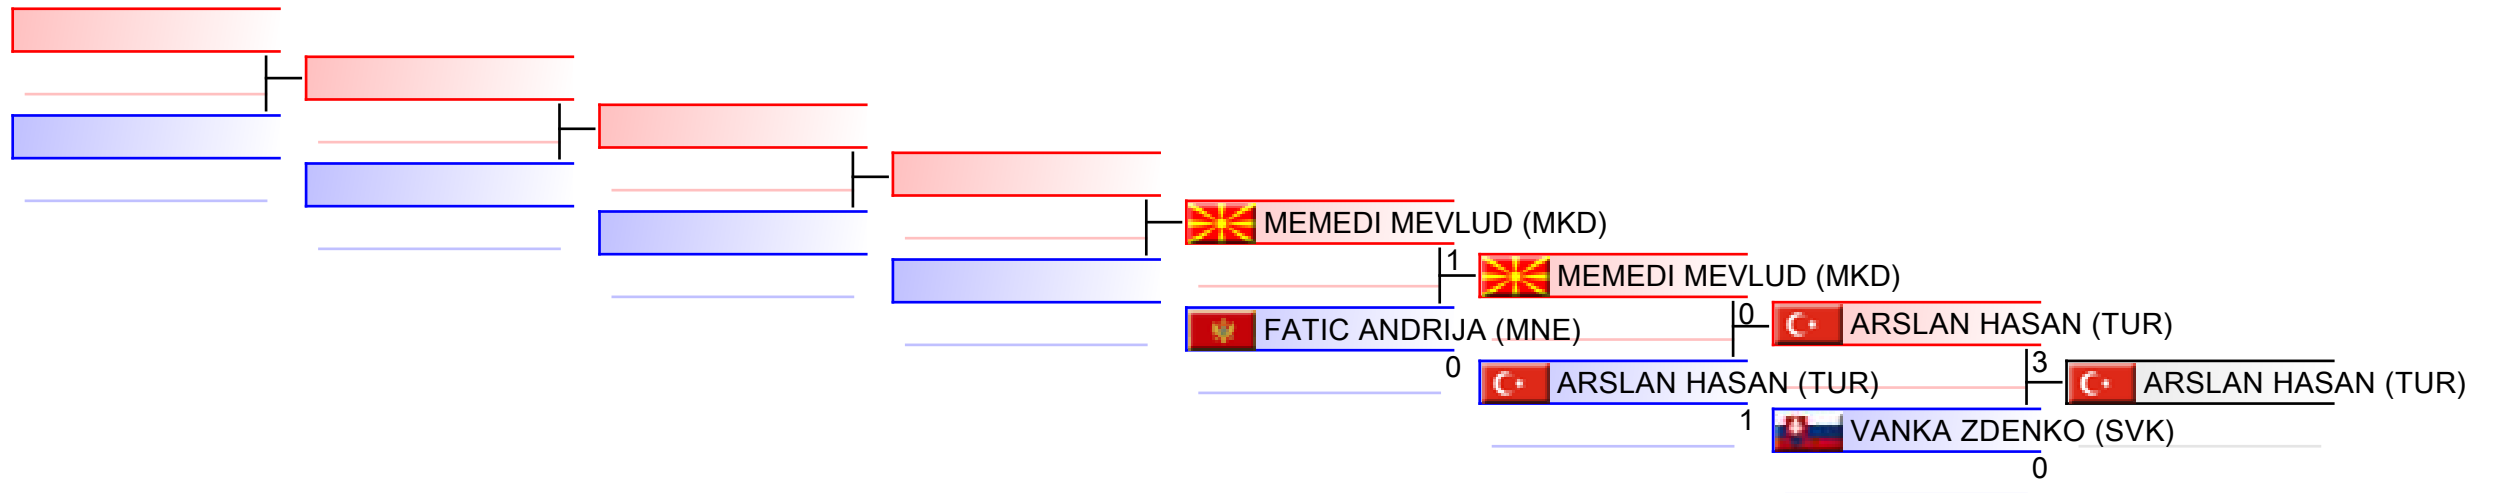 MEMEDI MEVLUD (MKD)
1
FATIC ANDRIJA (MNE)
0
MEMEDI MEVLUD (MKD)
0
ARSLAN HASAN (TUR)
1
ARSLAN HASAN (TUR)
3
VANKA ZDENKO (SVK)
0
ARSLAN HASAN (TUR)